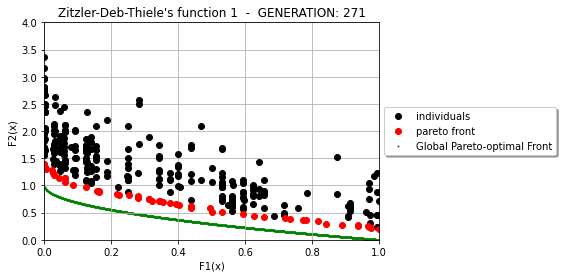 Zitzler-Deb-Thiele's function 1 - GENERATION: 271
4.0
3.5
3.0
2.5
2.0
1.5
1.0
0.5
0.0
F2(x)
0.0 0.2 0.4 0.6 0.8 1.0
F1(x)
individuals
pareto front
Global Pareto-optimal Front